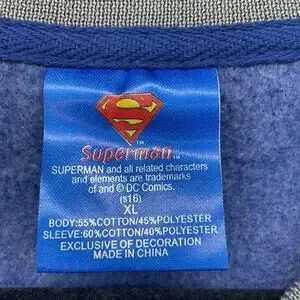 S
™
Superman™
SUPERMAN and all related characters
and elements are trademarks
of and © DC Comics.
(s16)
XL
BODY:55%COTTON/45%POLYESTER
SLEEVE:60%COTTON/40%POLYESTER
EXCLUSIVE OF DECORATION
MADE IN CHINA